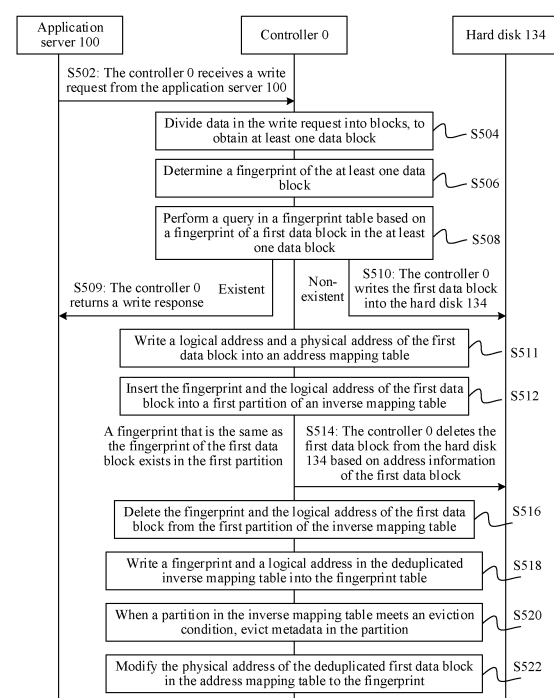 Application
server 100
Controller 0
Hard disk 134
S502: The controller 0 receives a write
request from the application server 100
Divide data in the write request into blocks, to
obtain at least one data block
S504
Determine a fingerprint of the at least one data
block
S506
Perform a query in a fingerprint table based on
a fingerprint of a first data block in the at least
one data block
S508
S509: The controller 0
returns a write response
Existent
Non-
existent
S510: The controller 0
writes the first data block
into the hard disk 134
Write a logical address and a physical address of the first
data block into an address mapping table
S511
Insert the fingerprint and the logical address of the first data
block into a first partition of an inverse mapping table
S512
A fingerprint that is the same as
the fingerprint of the first data
block exists in the first partition
S514: The controller 0 deletes the
first data block from the hard disk
134 based on address information
of the first data block
Delete the fingerprint and the logical address of the first data
block from the first partition of the inverse mapping table
S516
Write a fingerprint and a logical address in the deduplicated
inverse mapping table into the fingerprint table
S518
When a partition in the inverse mapping table meets an eviction
condition, evict metadata in the partition
S520
Modify the physical address of the deduplicated first data block
in the address mapping table to the fingerprint
S522